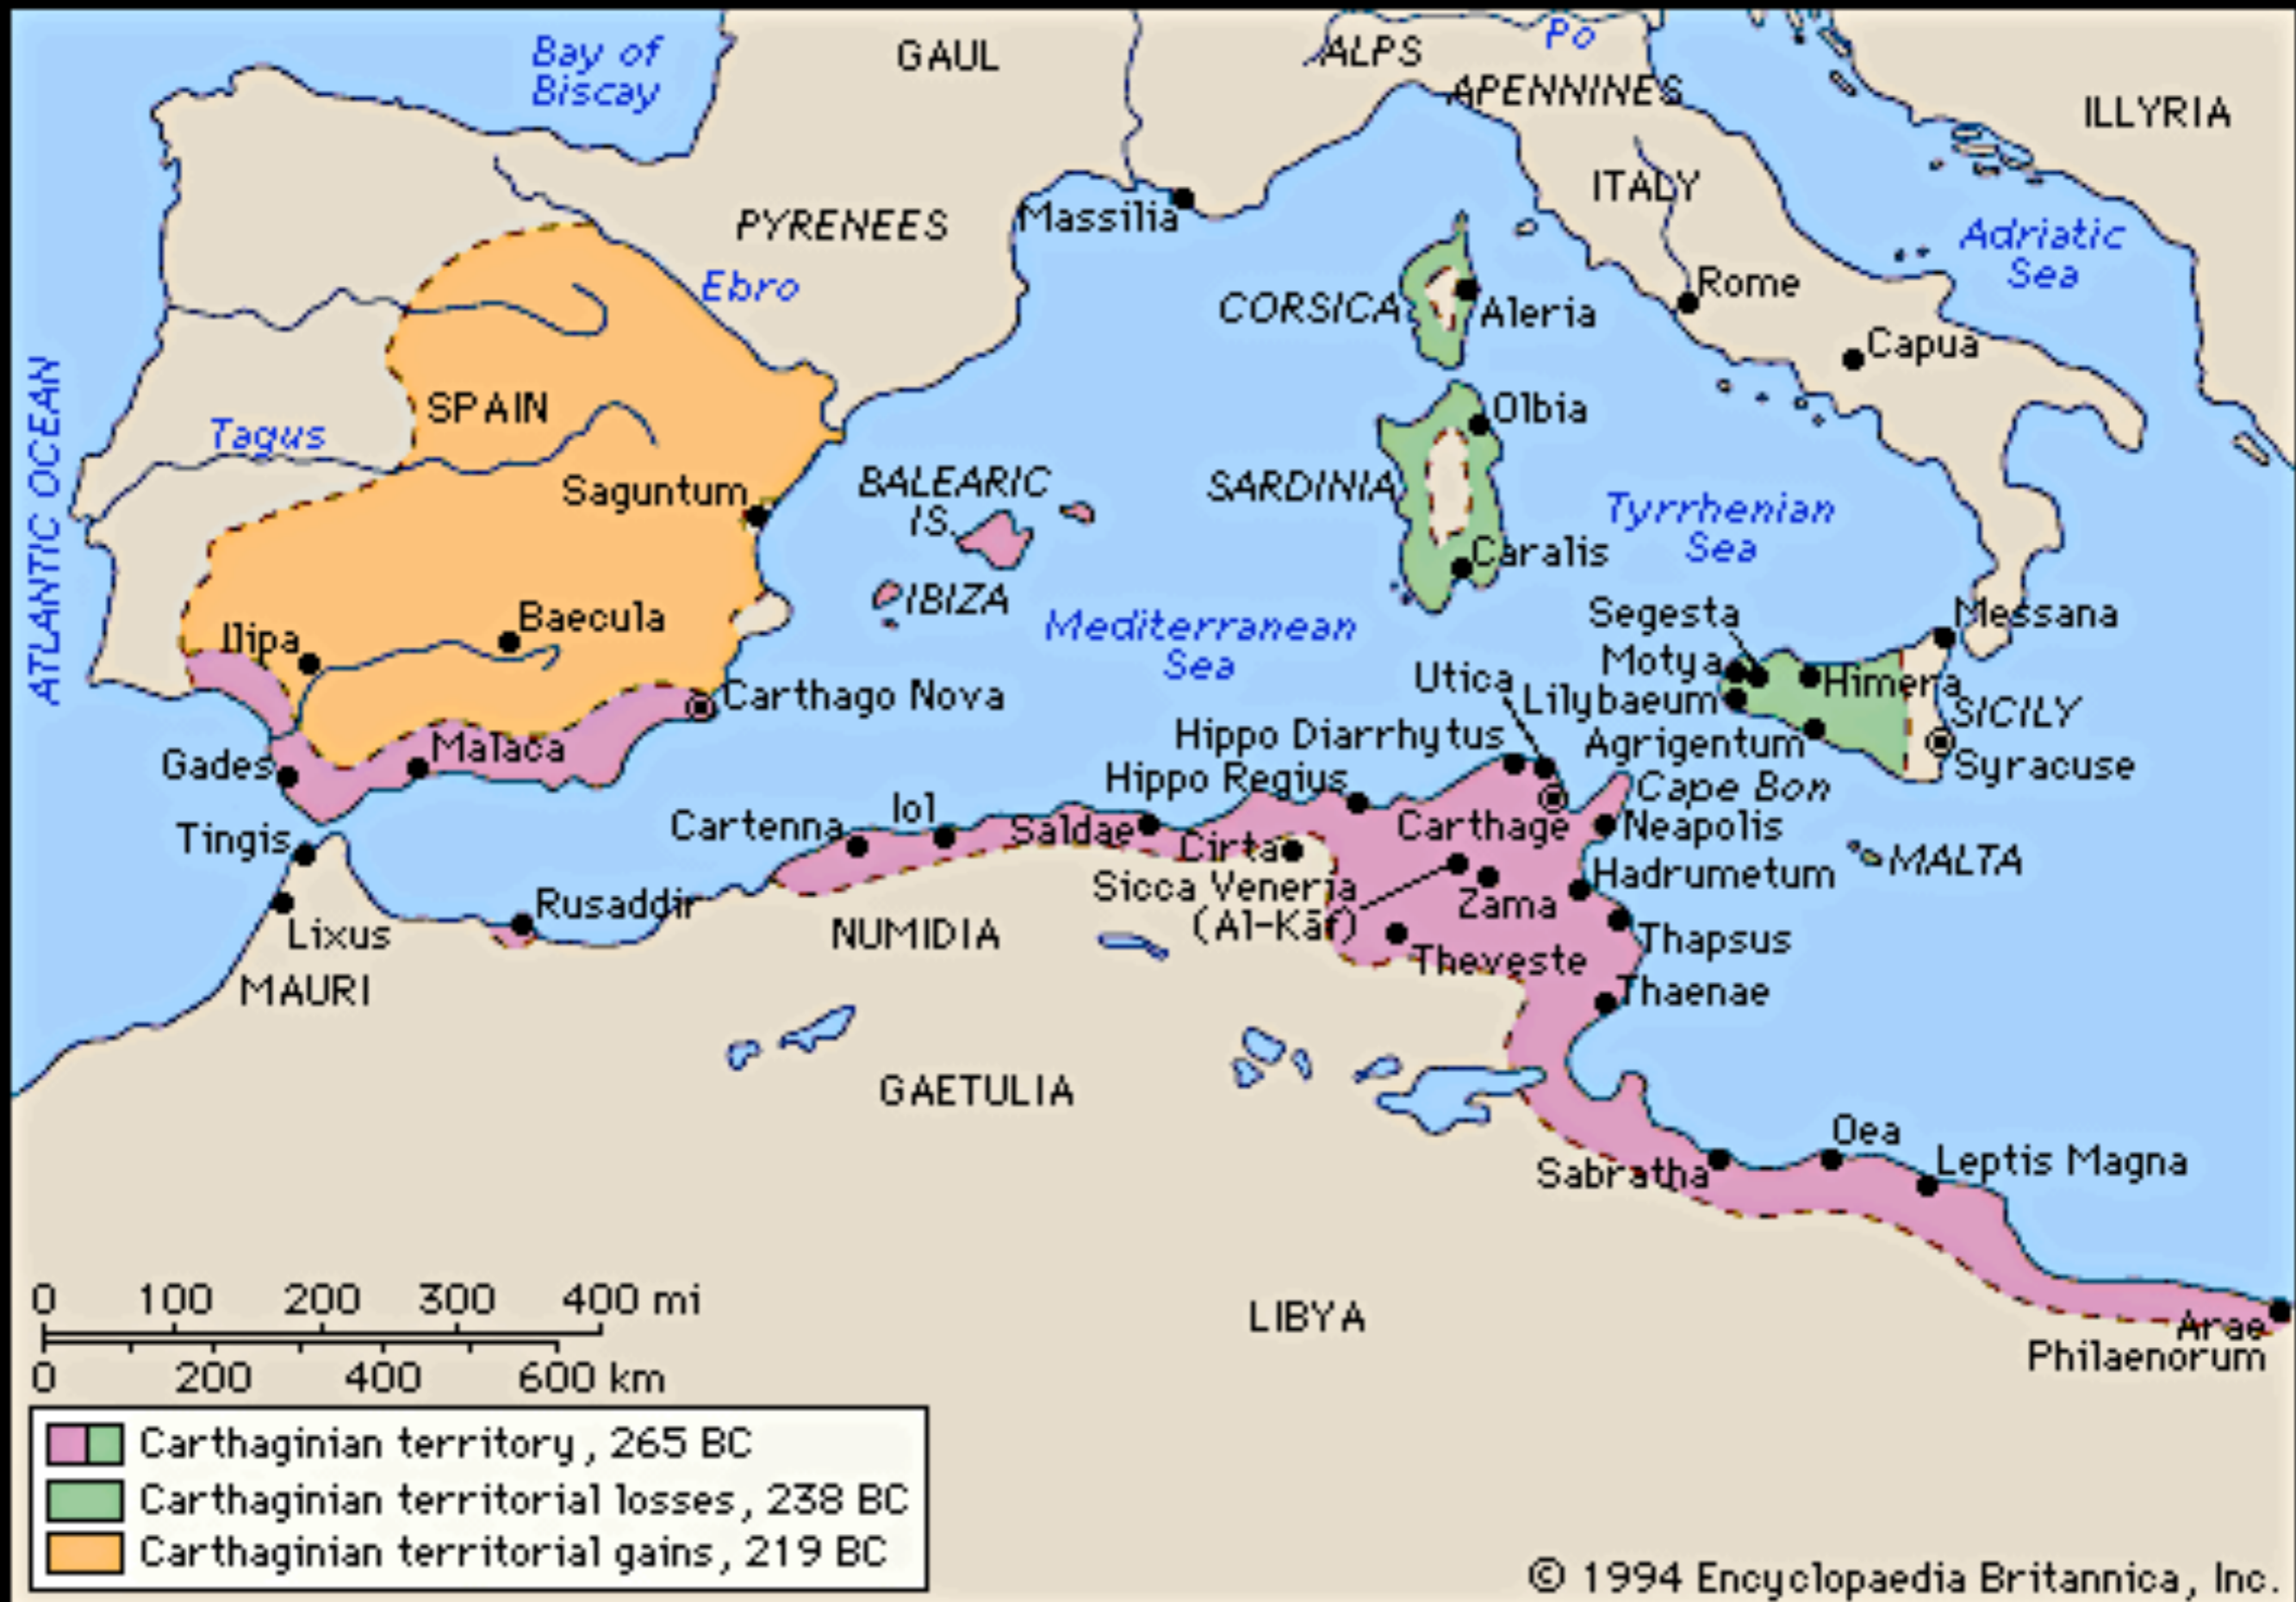 Bay of
Biscay
GAUL
ALPS
Po
APENNINES
ILLYRIA
ITALY
PYRENEES
Massilia
Adriatic
Sea
Ebro
Rome
CORSICA
Aleria
Capua
ATLANTIC OCEAN
SPAIN
Olbia
Tagus
Saguntum
BALEARIC
IS.
SARDINIA
Tyrrhenian
Sea
Caralis
IBIZA
Mediterranean
Sea
Segesta
Messana
Ilipa
Baecula
Motya
Utica
Himera
Carthago Nova
Lilybaeum
SICILY
Hippo Diarrhytus
Agrigentum
Malaca
Gades
Syracuse
Hippo Regius
Cape Bon
Iol
Cartenna
Saldae
Carthage
Neapolis
Tingis
Cirta
MALTA
Sicca Veneria
(Al-Kāf)
Hadrumetum
Zama
Rusaddir
Lixus
NUMIDIA
Thapsus
Theveste
MAURI
Thaenae
GAETULIA
Oea
Sabratha
Leptis Magna
LIBYA
Arae
Philaenorum
0 100 200 300 400 mi
0 200 400 600 km
Carthaginian territory, 265 BC
Carthaginian territorial losses, 238 BC
Carthaginian territorial gains, 219 BC
© 1994 Encyclopaedia Britannica, Inc.